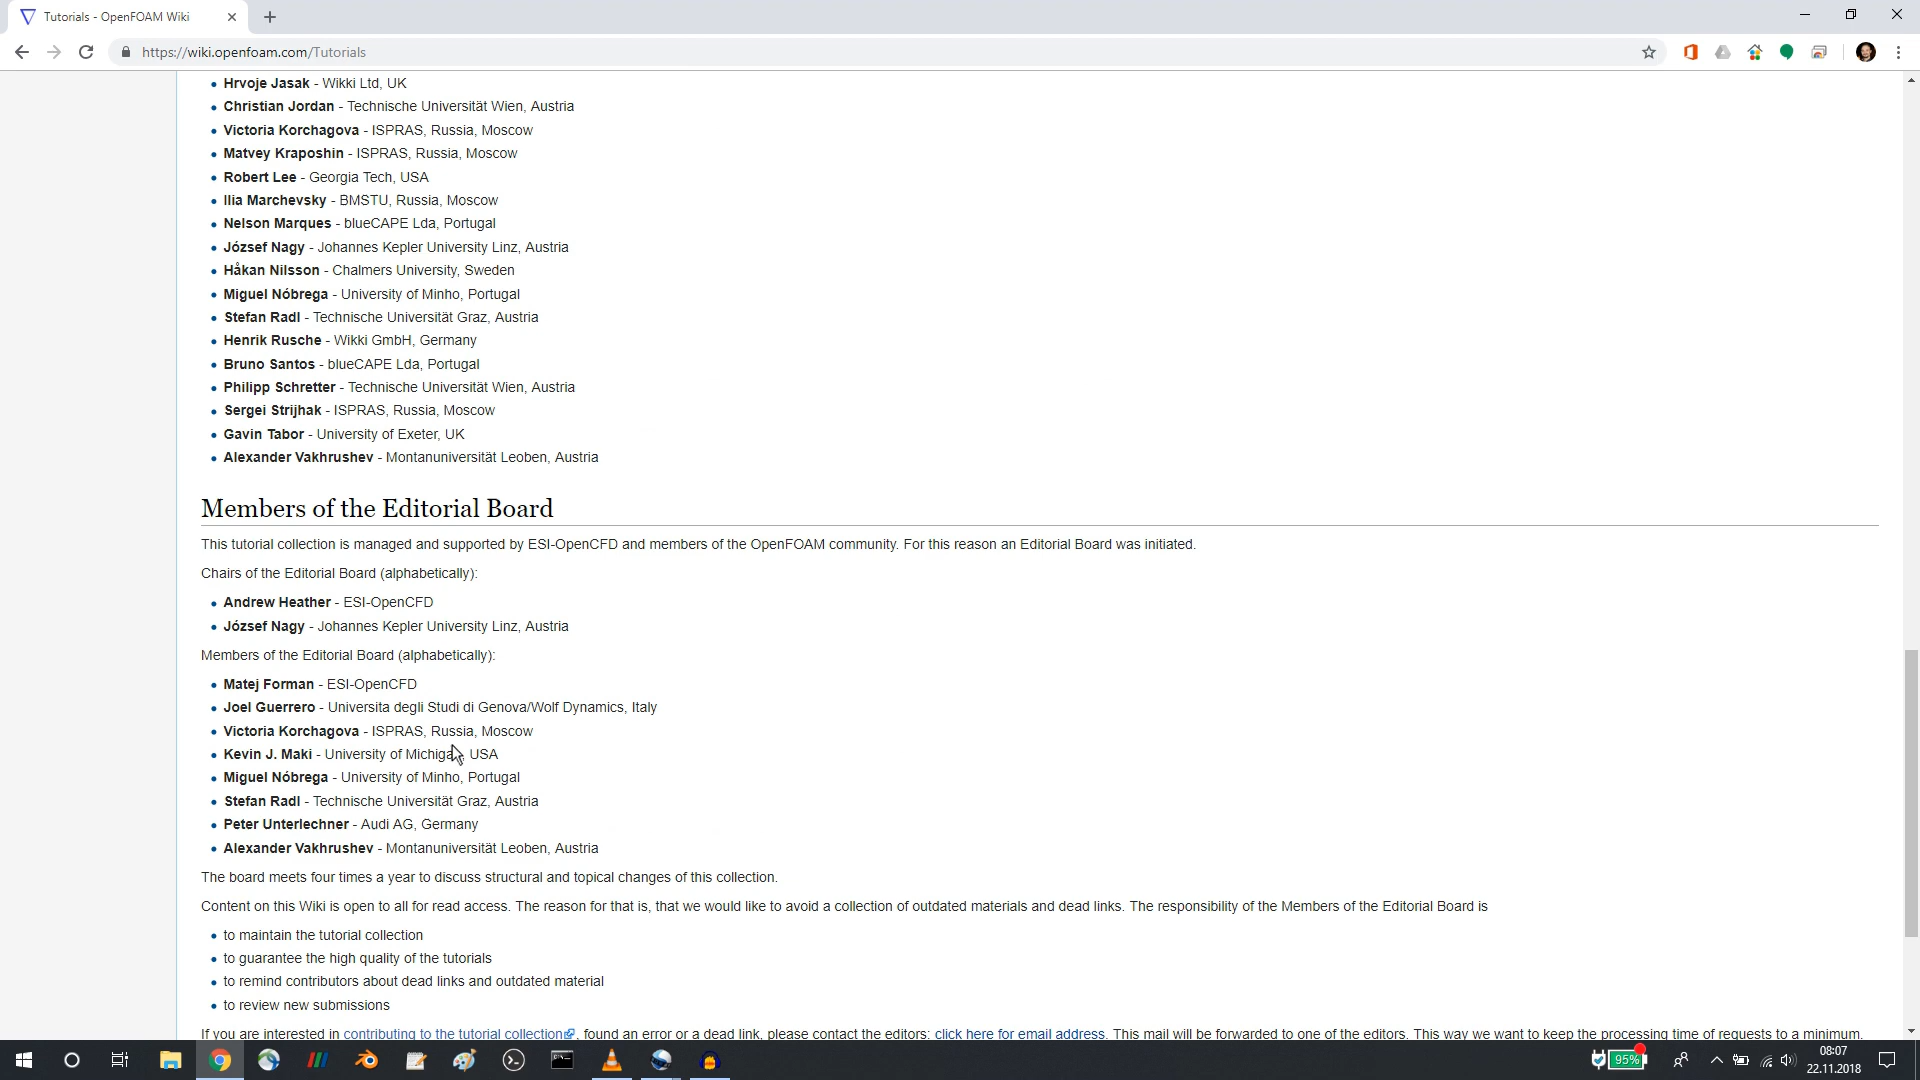 Tutorials - OpenFOAM Wiki
https://wiki.openfoam.com/Tutorials
Hrvoje Jasak - Wikki Ltd, UK
Christian Jordan - Technische Universität Wien, Austria
Victoria Korchagova - ISPRAS, Russia, Moscow
Matvey Kraposhin - ISPRAS, Russia, Moscow
Robert Lee - Georgia Tech, USA
Ilia Marchevsky - BMSTU, Russia, Moscow
Nelson Marques - blueCAPE Lda, Portugal
József Nagy - Johannes Kepler University Linz, Austria
Håkan Nilsson - Chalmers University, Sweden
Miguel Nóbrega - University of Minho, Portugal
Stefan Radl - Technische Universität Graz, Austria
Henrik Rusche - Wikki GmbH, Germany
Bruno Santos - blueCAPE Lda, Portugal
Philipp Schretter - Technische Universität Wien, Austria
Sergei Strijhak - ISPRAS, Russia, Moscow
Gavin Tabor - University of Exeter, UK
Alexander Vakhrushev - Montanuniversität Leoben, Austria
Members of the Editorial Board
This tutorial collection is managed and supported by ESI-OpenCFD and members of the OpenFOAM community. For this reason an Editorial Board was initiated.
Chairs of the Editorial Board (alphabetically):
Andrew Heather - ESI-OpenCFD
József Nagy - Johannes Kepler University Linz, Austria
Members of the Editorial Board (alphabetically):
Matej Forman - ESI-OpenCFD
Joel Guerrero - Universita degli Studi di Genova/Wolf Dynamics, Italy
Victoria Korchagova - ISPRAS, Russia, Moscow
Kevin J. Maki - University of Michigan, USA
Miguel Nóbrega - University of Minho, Portugal
Stefan Radl - Technische Universität Graz, Austria
Peter Unterlechner - Audi AG, Germany
Alexander Vakhrushev - Montanuniversität Leoben, Austria
The board meets four times a year to discuss structural and topical changes of this collection.
Content on this Wiki is open to all for read access. The reason for that is, that we would like to avoid a collection of outdated materials and dead links. The responsibility of the Members of the Editorial Board is
to maintain the tutorial collection
to guarantee the high quality of the tutorials
to remind contributors about dead links and outdated material
to review new submissions
If you are interested in contributing to the tutorial collection, found an error or a dead link, please contact the editors: click here for email address. This mail will be forwarded to one of the editors. This way we want to keep the processing time of requests to a minimum.
95%
08:07
22.11.2018